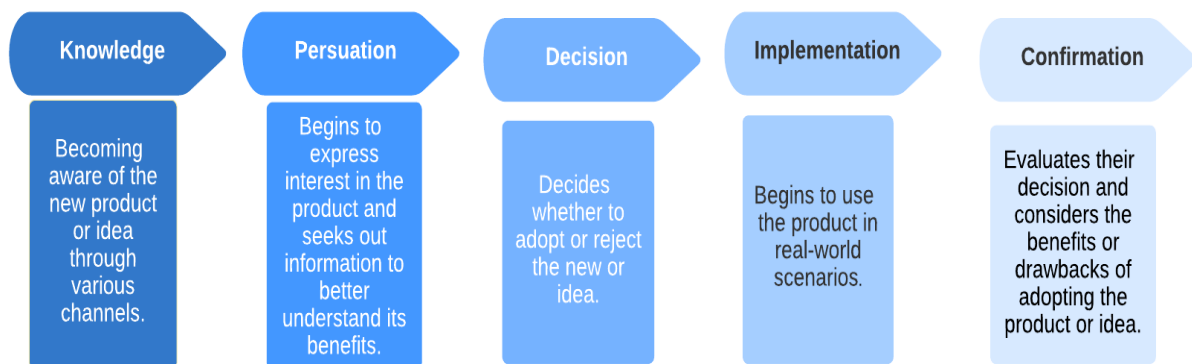 Knowledge
Becoming
aware of the
new product
or idea
through
various
channels.
Persuation
Begins to
express
interest in the
product and
seeks out
information to
better
understand its
benefits.
Decision
Decides
whether to
adopt or reject
the new or
idea.
Implementation
Begins to use
the product in
real-world
scenarios.
Confirmation
Evaluates their
decision and
considers the
benefits or
drawbacks of
adopting the
product or idea.